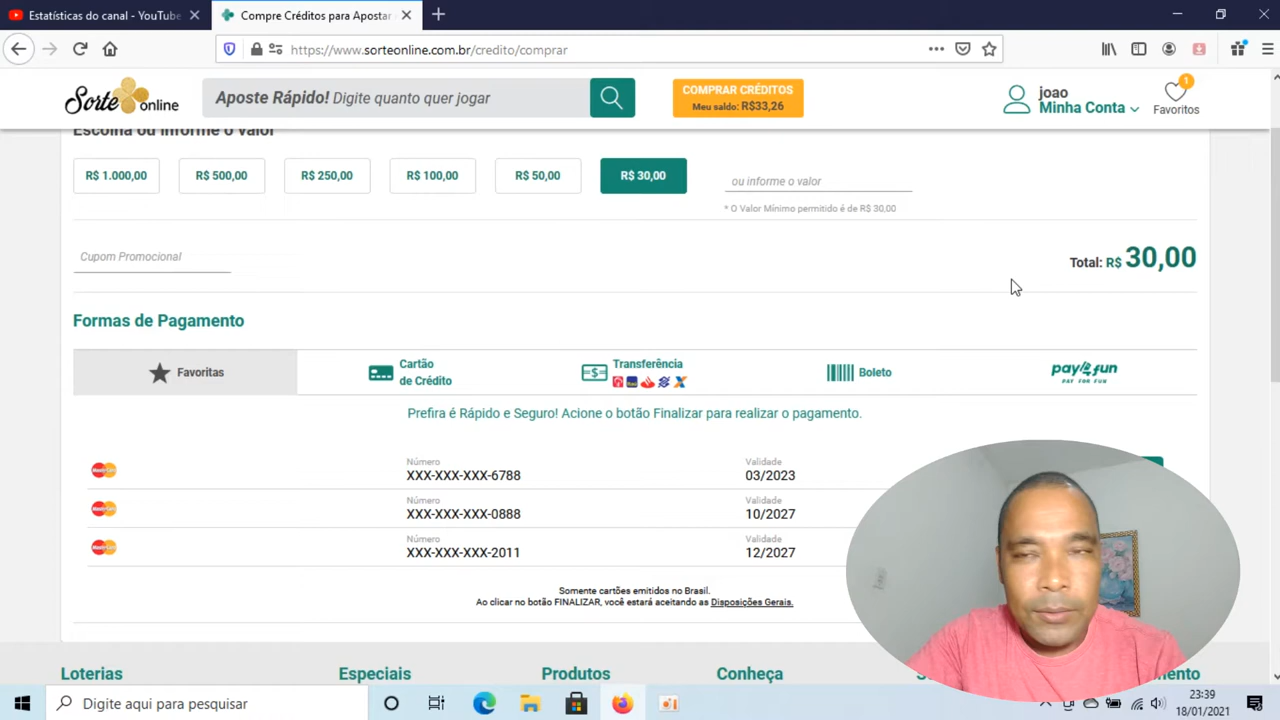 Estatísticas do canal - YouTube
Compre Créditos para Apostar
https://www.sorteonline.com.br/credito/comprar
Sorte online
Aposte Rápido! Digite quanto quer jogar
COMPRAR CRÉDITOS
Meu saldo: R$33,26
joao
Minha Conta
1
Favoritos
Escolha ou informe o valor
R$ 1.000,00
R$ 500,00
R$ 250,00
R$ 100,00
R$ 50,00
R$ 30,00
ou informe o valor
* O Valor Mínimo permitido é de R$ 30,00
Cupom Promocional
Total: R$ 30,00
Formas de Pagamento
Favoritas
Cartão
de Crédito
Transferência
Boleto
pay4fun
PAY FOR FUN
Prefira é Rápido e Seguro! Acione o botão Finalizar para realizar o pagamento.
Número
Validade
XXX-XXX-XXX-6788
03/2023
Número
Validade
XXX-XXX-XXX-0888
10/2027
Número
Validade
XXX-XXX-XXX-2011
12/2027
Somente cartões emitidos no Brasil.
Ao clicar no botão FINALIZAR, você estará aceitando as Disposições Gerais.
Loterias
Especiais
Produtos
Conheça
Digite aqui para pesquisar
23:39
18/01/2021